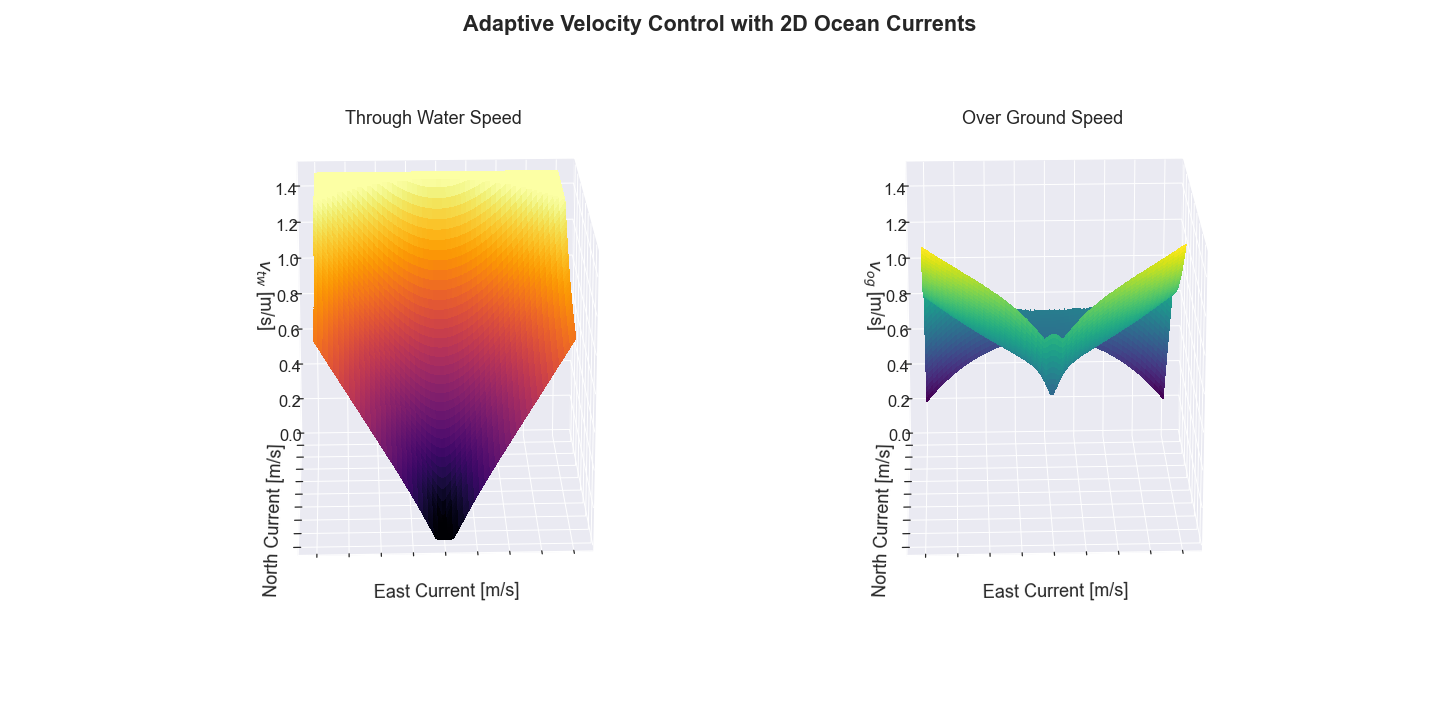 Adaptive Velocity Control with 2D Ocean Currents
Through Water Speed
1.4
1.2
1.0
0.8
0.6
0.4
0.2
0.0
v_tw [m/s]
North Current [m/s]
East Current [m/s]
Over Ground Speed
1.4
1.2
1.0
0.8
0.6
0.4
0.2
0.0
v_og [m/s]
North Current [m/s]
East Current [m/s]